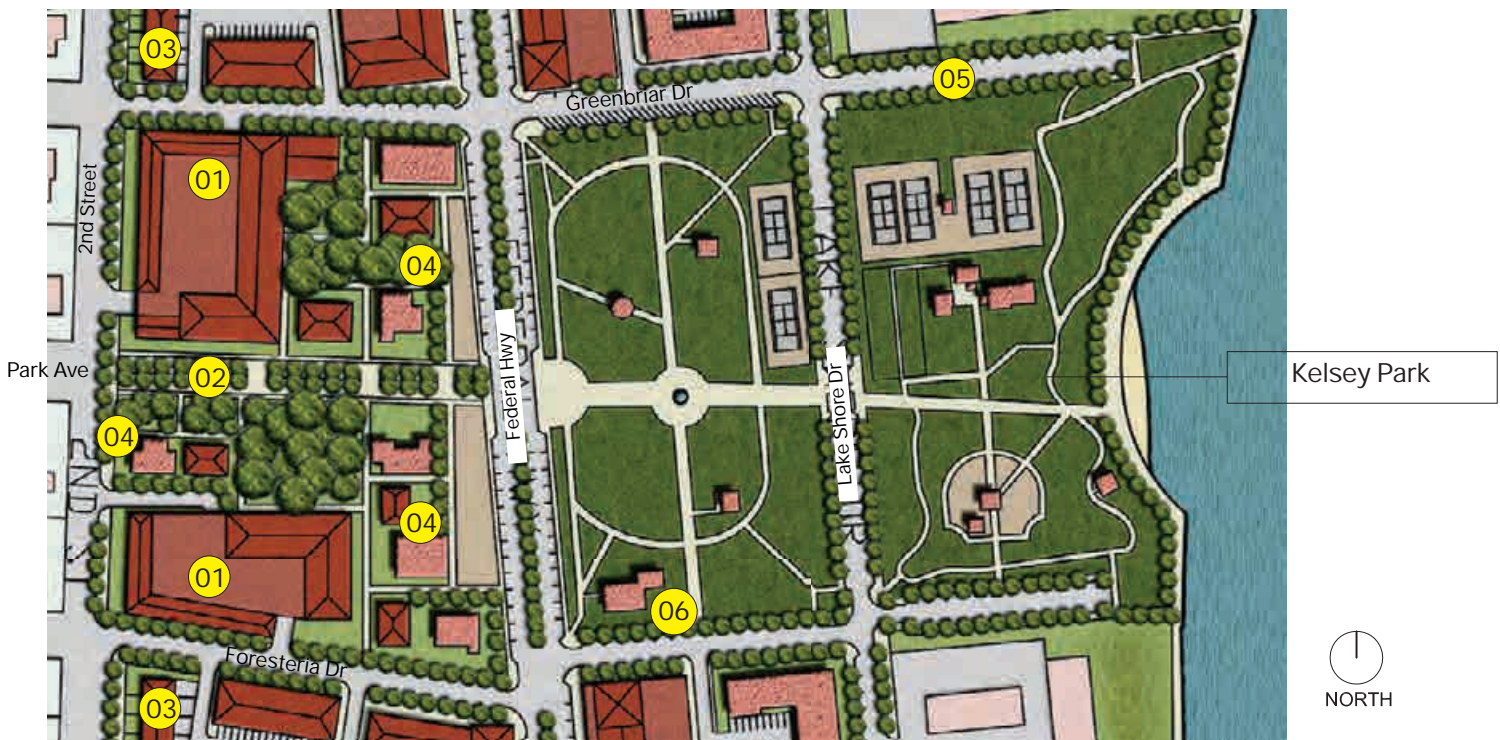 03
05
Greenbriar Dr
01
2nd Street
04
Park Ave
02
Federal Hwy
Lake Shore Dr
Kelsey Park
04
04
01
06
Foresteria Dr
03
NORTH